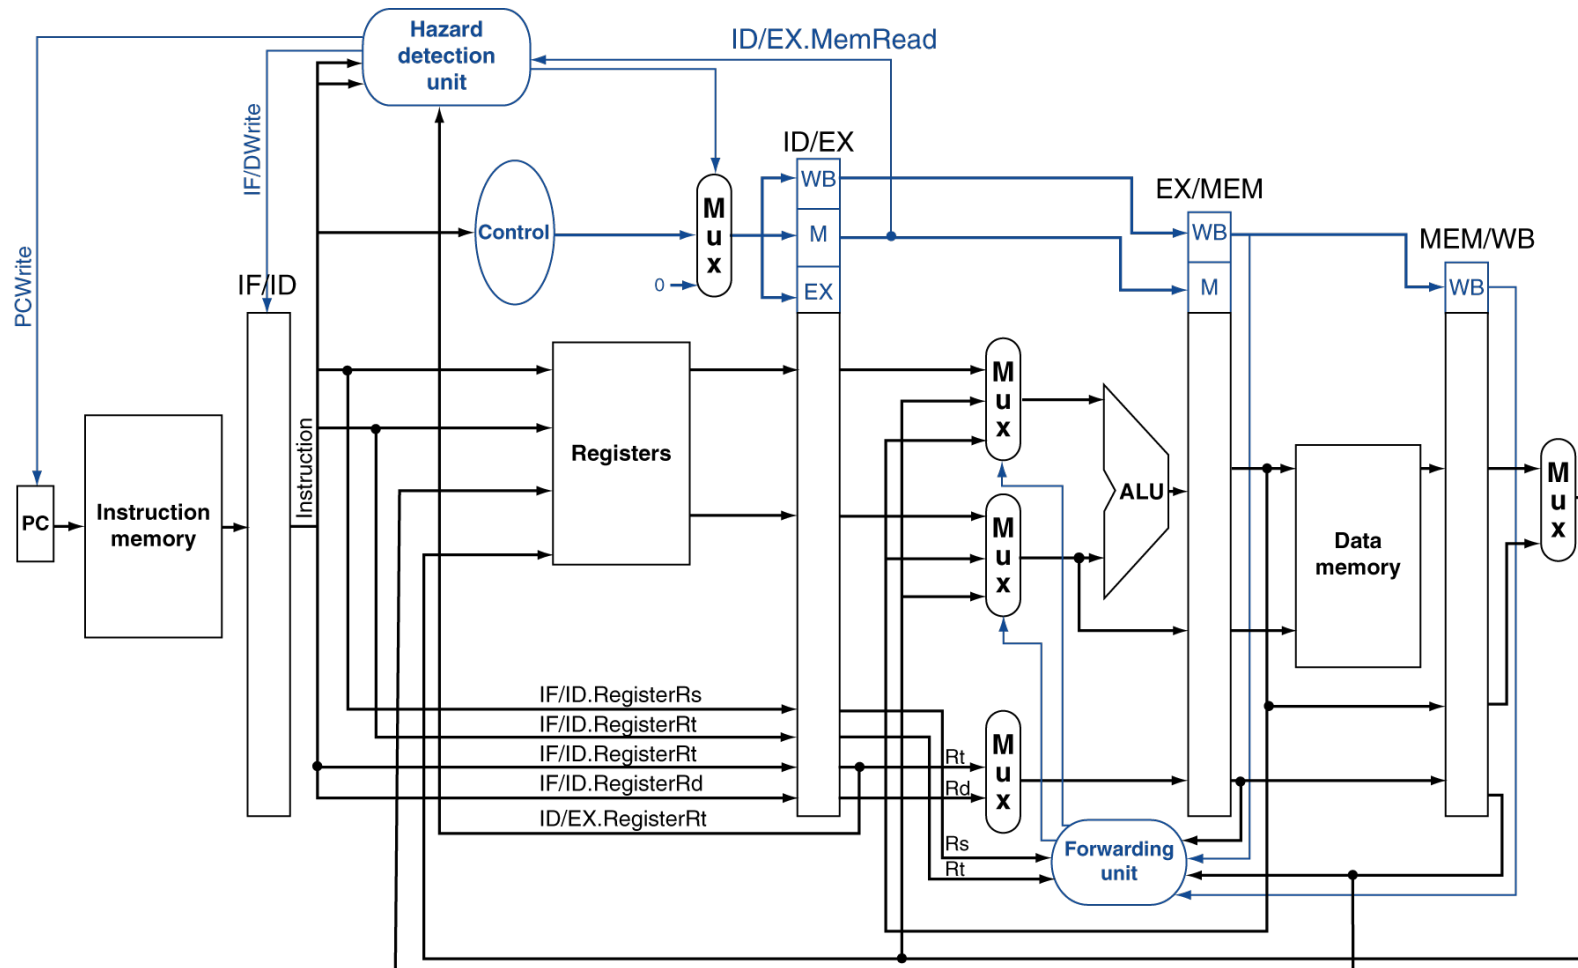 Hazard
detection
unit
ID/EX.MemRead
IF/DWrite
PCWrite
ID/EX
WB
M
EX
Control
M
u
x
0
EX/MEM
WB
M
MEM/WB
WB
IF/ID
Instruction
PC
Instruction
memory
Registers
M
u
x
M
u
x
ALU
Data
memory
M
u
x
IF/ID.RegisterRs
IF/ID.RegisterRt
IF/ID.RegisterRt
IF/ID.RegisterRd
ID/EX.RegisterRt
Rt
Rd
M
u
x
Rs
Rt
Forwarding
unit